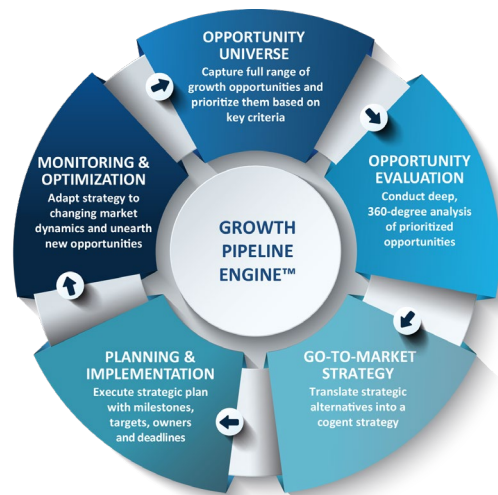 OPPORTUNITY
UNIVERSE
Capture full range of
growth opportunities and
prioritize them based on
key criteria
OPPORTUNITY
EVALUATION
Conduct deep,
360-degree analysis
of prioritized
opportunities
GO-TO-MARKET
STRATEGY
Translate strategic
alternatives into a
cogent strategy
PLANNING &
IMPLEMENTATION
Execute strategic plan
with milestones,
targets, owners
and deadlines
MONITORING &
OPTIMIZATION
Adapt strategy to
changing market
dynamics and unearth
new opportunities
GROWTH
PIPELINE
ENGINE™